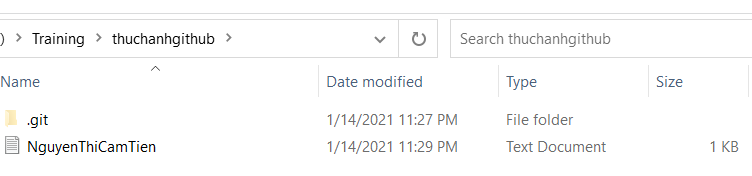 ) Training thuchanhgithub Search thuchanhgithub
Name Date modified Type Size
.git 1/14/2021 11:27 PM File folder
NguyenThiCamTien 1/14/2021 11:29 PM Text Document 1 KB